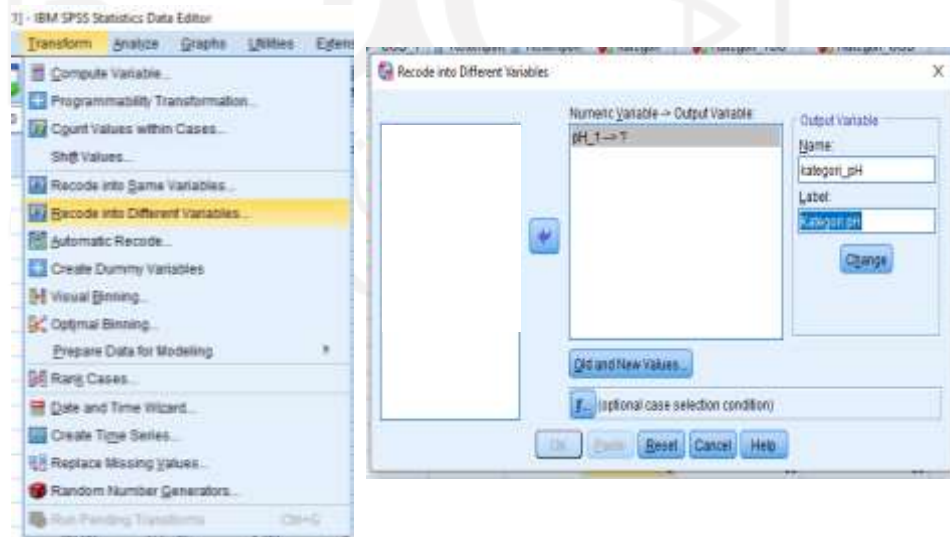 - IBM SPSS Statistics Data Editor
Transform Analyze Graphs Utilities Extens
Compute Variable...
Programmability Transformation...
Count Values within Cases...
Shift Values...
Recode into Same Variables...
Recode into Different Variables...
Automatic Recode...
Create Dummy Variables
Visual Binning...
Optimal Binning...
Prepare Data for Modeling
Rank Cases...
Date and Time Wizard...
Create Time Series...
Replace Missing Values...
Random Number Generators...
Run Pending Transforms Ctrl+G
Recode into Different Variables X
Numeric Variable -> Output Variable:
pH_1 --> ?
Output Variable
Name:
kategori_pH
Label:
Kategori pH
Change
Old and New Values...
If... (optional case selection condition)
OK Paste Reset Cancel Help